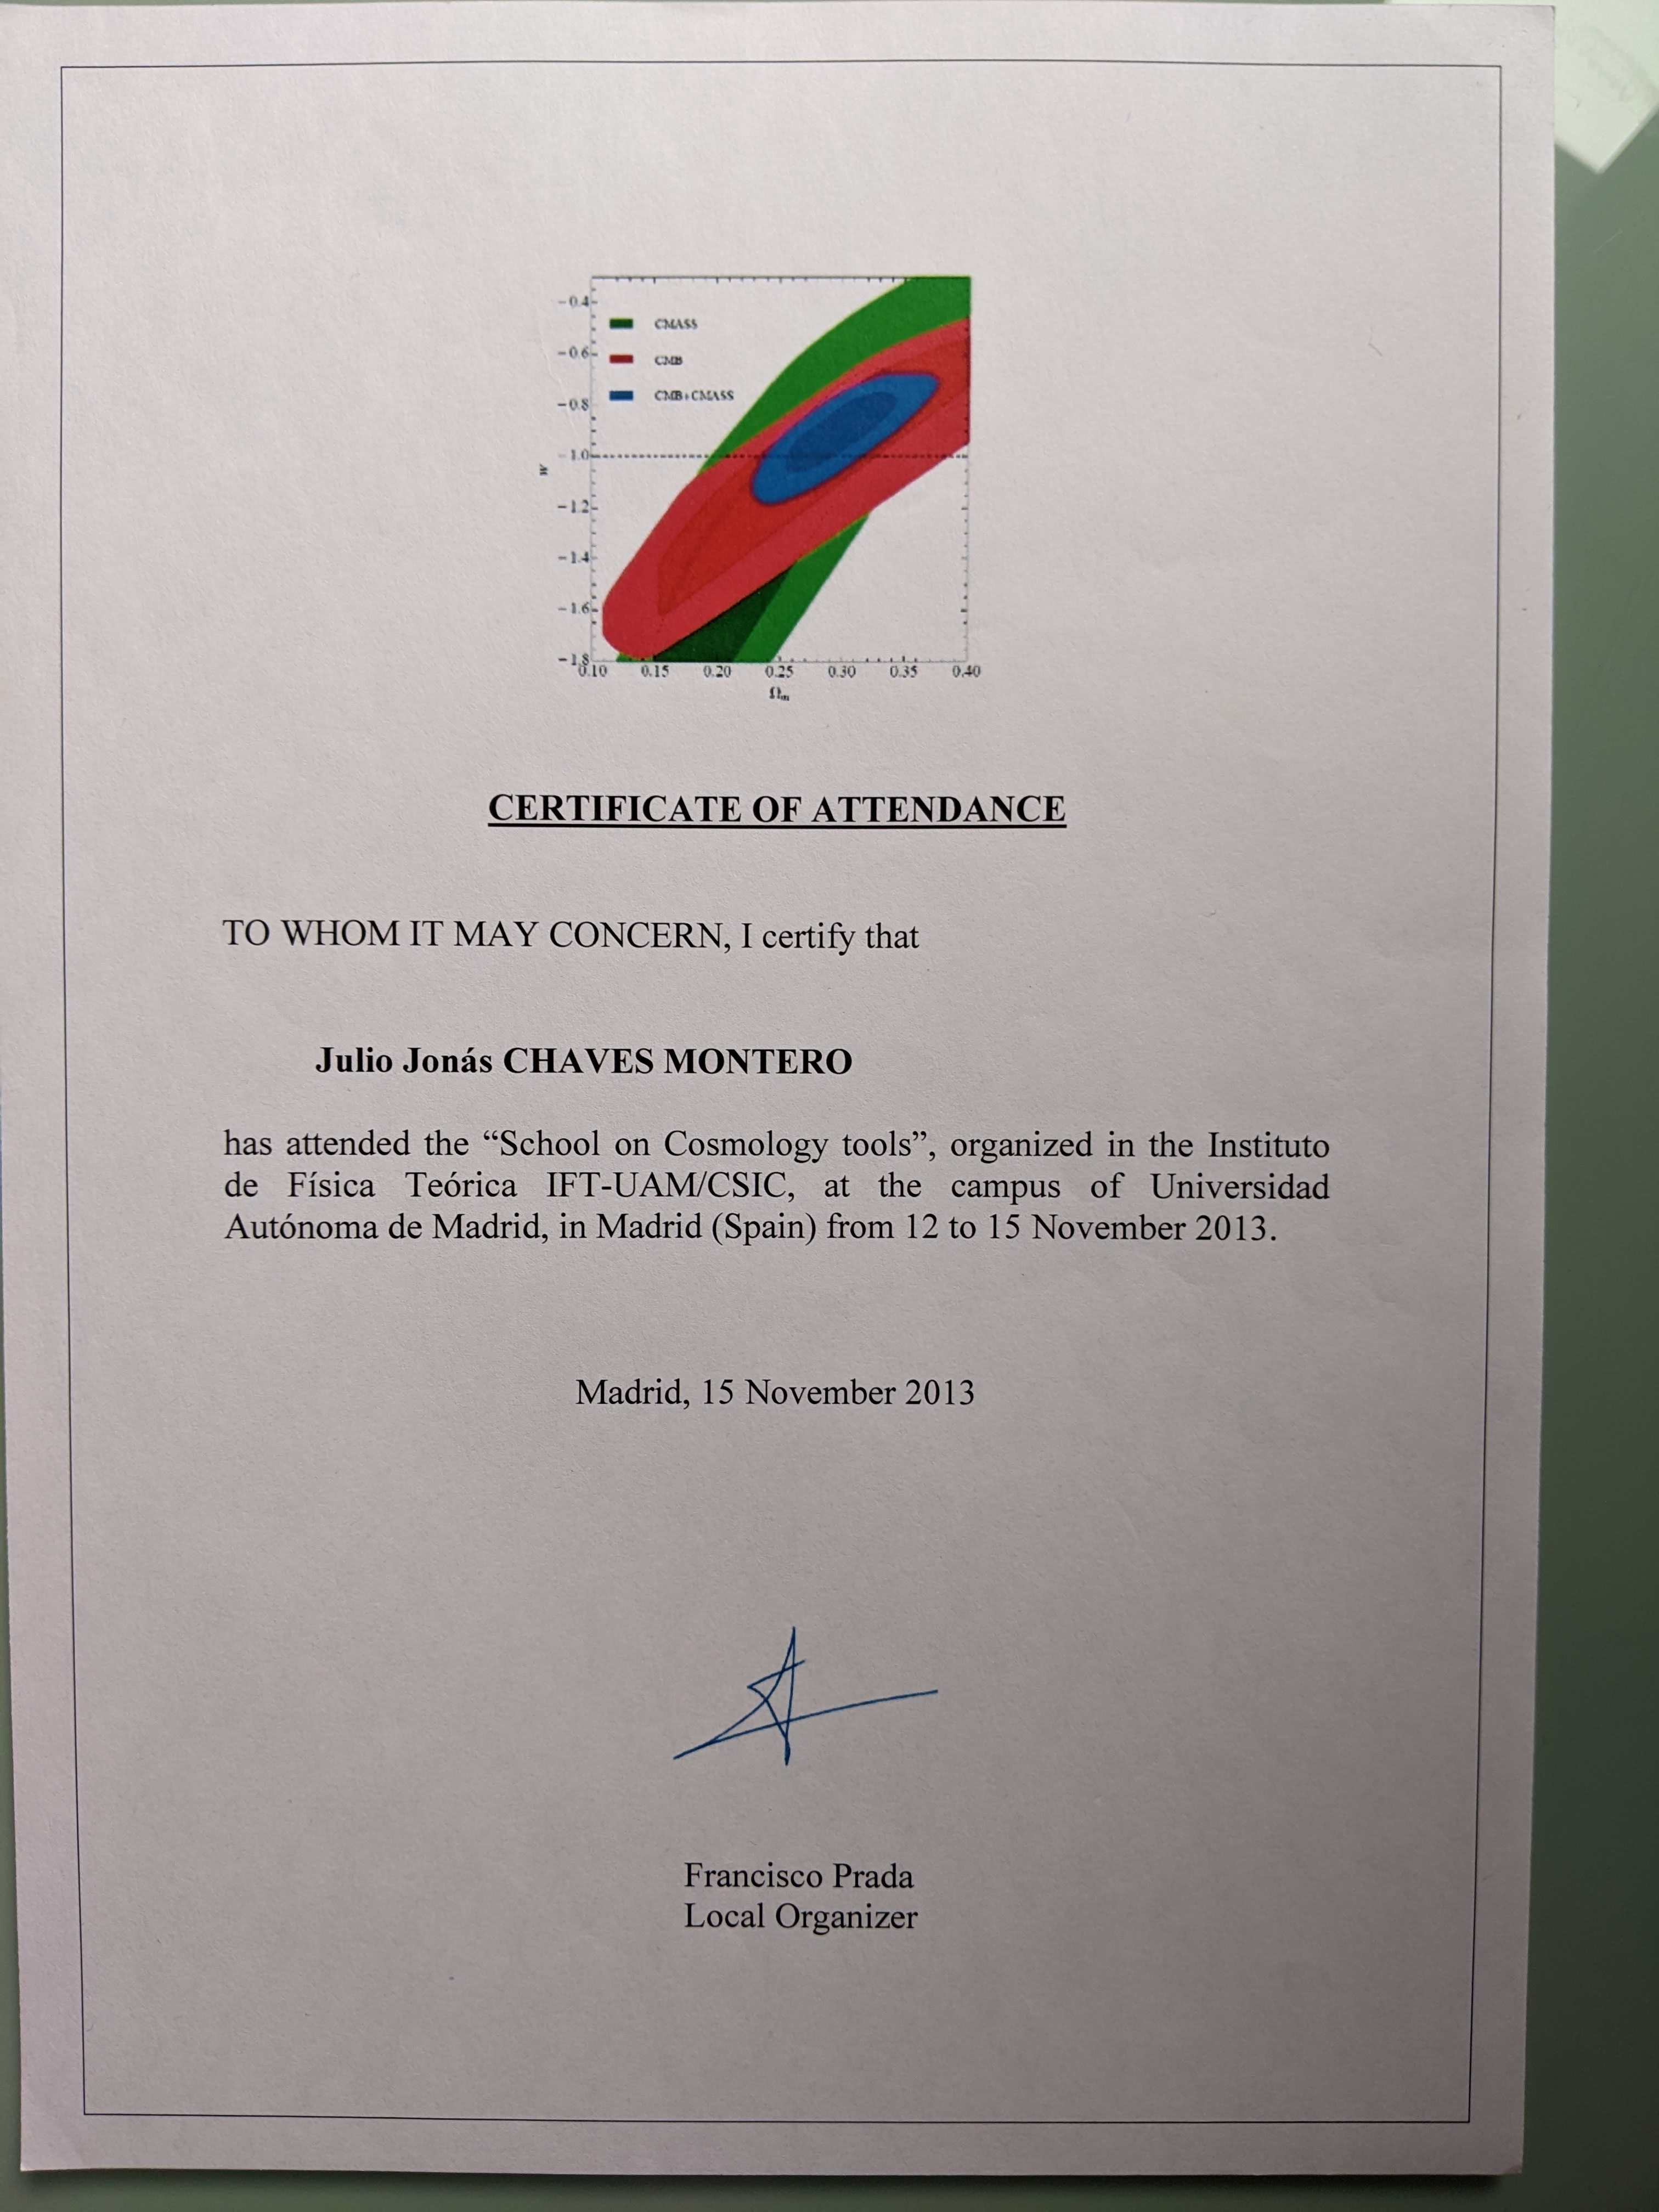 -0.4
CMASS
-0.6
CMB
-0.8
CMB+CMASS
-1.0
w
-1.2
-1.4
-1.6
-1.8
0.10 0.15 0.20 0.25 0.30 0.35 0.40
Ωm
CERTIFICATE OF ATTENDANCE
TO WHOM IT MAY CONCERN, I certify that
Julio Jonás CHAVES MONTERO
has attended the “School on Cosmology tools”, organized in the Instituto
de Física Teórica IFT-UAM/CSIC, at the campus of Universidad
Autónoma de Madrid, in Madrid (Spain) from 12 to 15 November 2013.
Madrid, 15 November 2013
Francisco Prada
Local Organizer